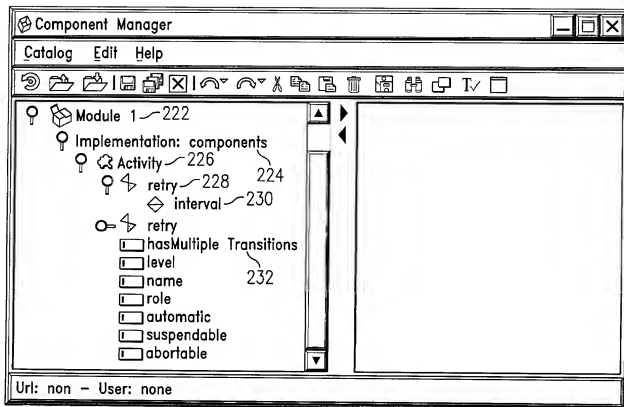 Component Manager
Catalog Edit Help
T✓
Module 1 222
Implementation: components
Activity 226 224
retry 228
interval 230
retry
hasMultiple Transitions
level
name 232
role
automatic
suspendable
abortable
Url: non – User: none